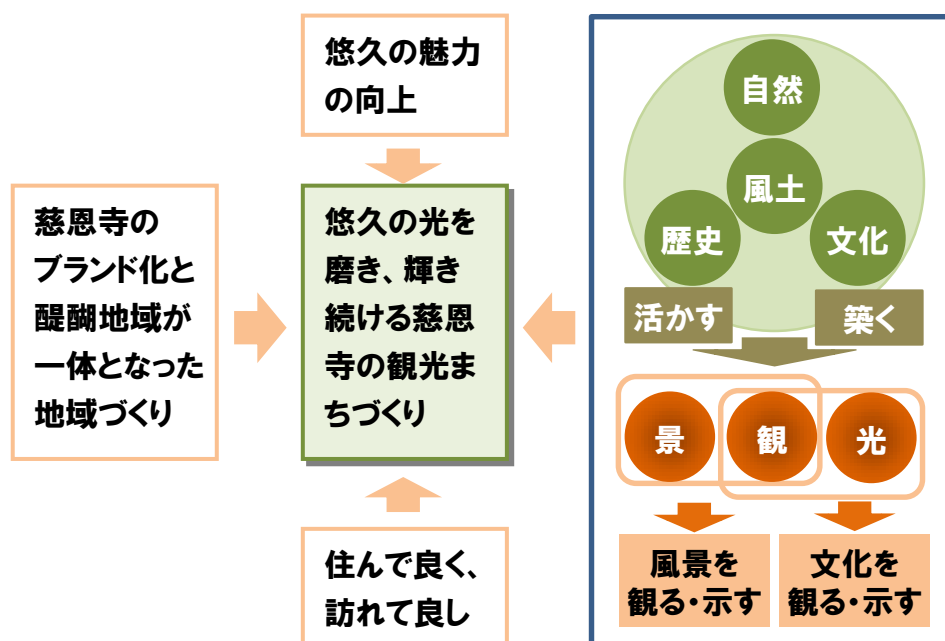 悠久の魅力
の向上
慈恩寺の
ブランド化と
醍醐地域が
一体となった
地域づくり
悠久の光を
磨き、輝き
続ける慈恩
寺の観光ま
ちづくり
住んで良く、
訪れて良し
自然
風土
歴史
文化
活かす
築く
景
観
光
風景を
観る・示す
文化を
観る・示す